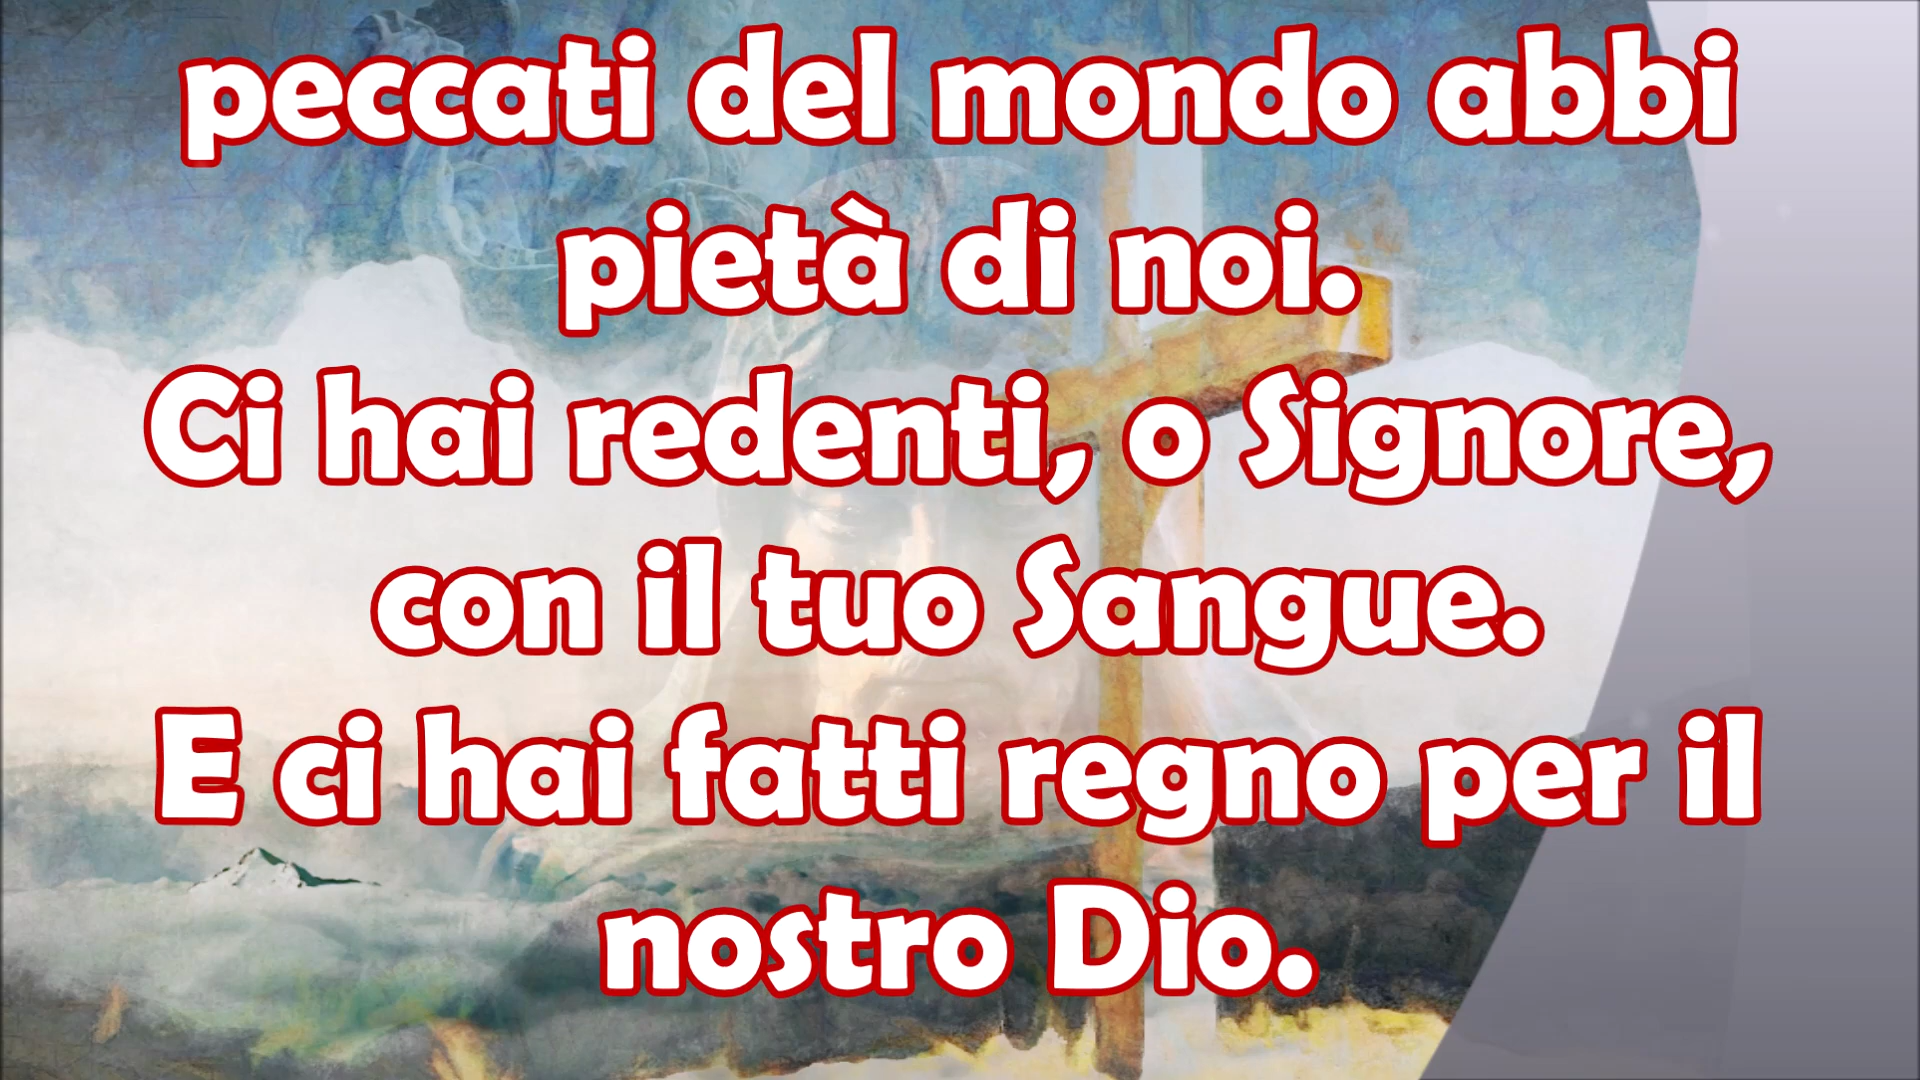 peccati del mondo abbi
pietà di noi.
Ci hai redenti, o Signore,
con il tuo Sangue.
E ci hai fatti regno per il
nostro Dio.